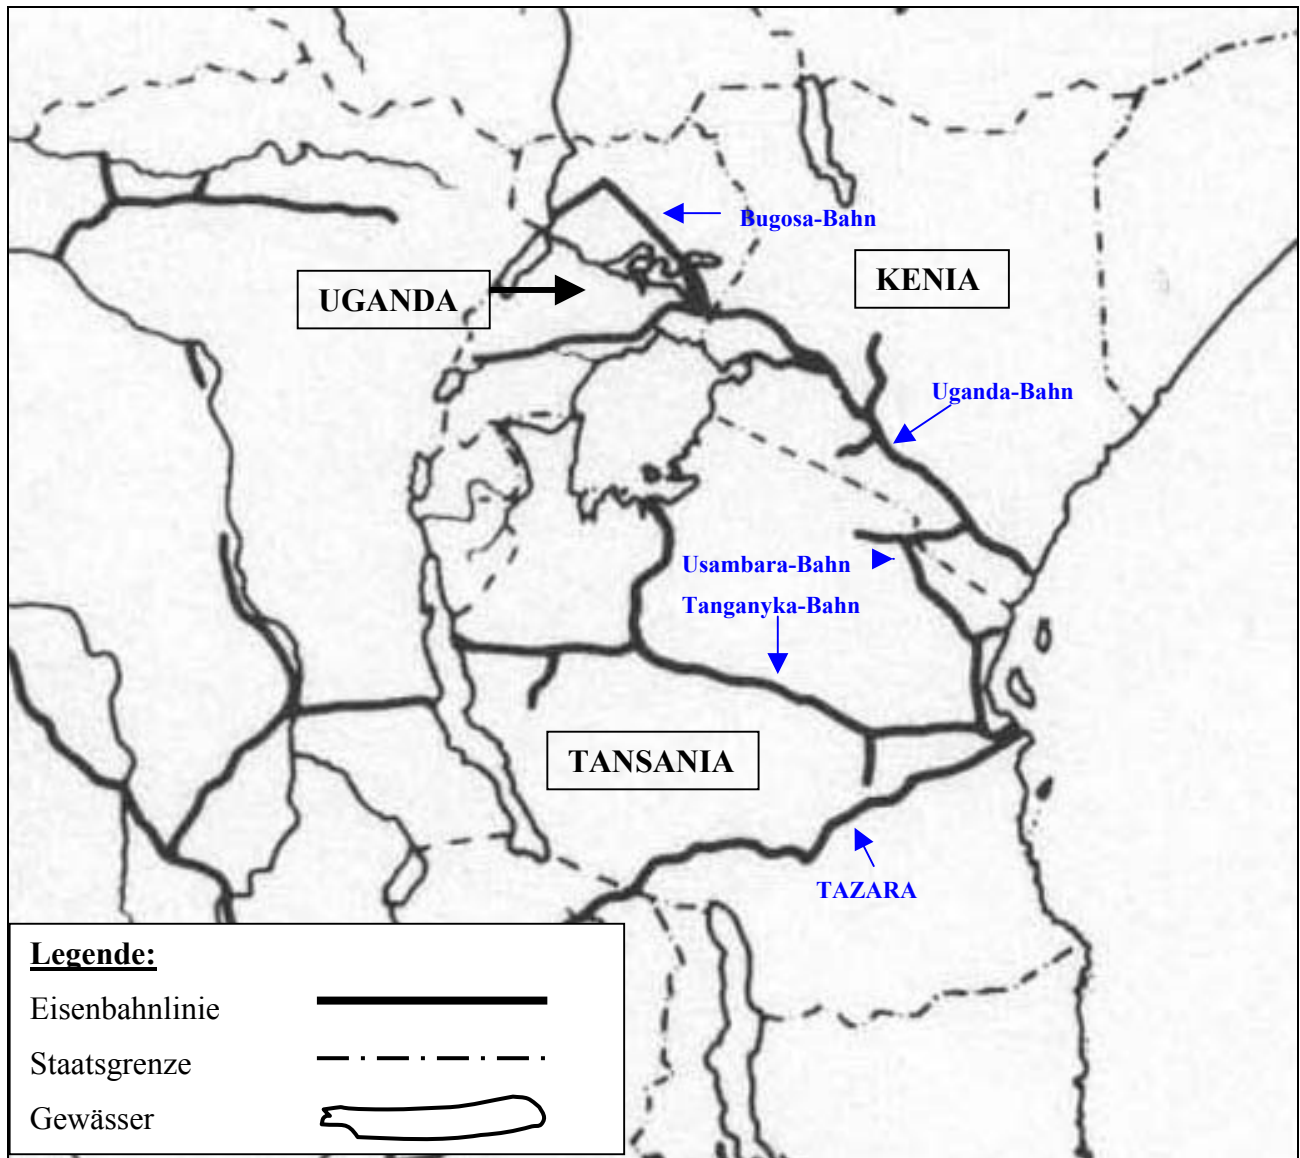 Bugosa-Bahn
UGANDA
KENIA
Uganda-Bahn
Usambara-Bahn
Tanganyka-Bahn
TANSANIA
TAZARA
Legende:
Eisenbahnlinie
Staatsgrenze
Gewässer